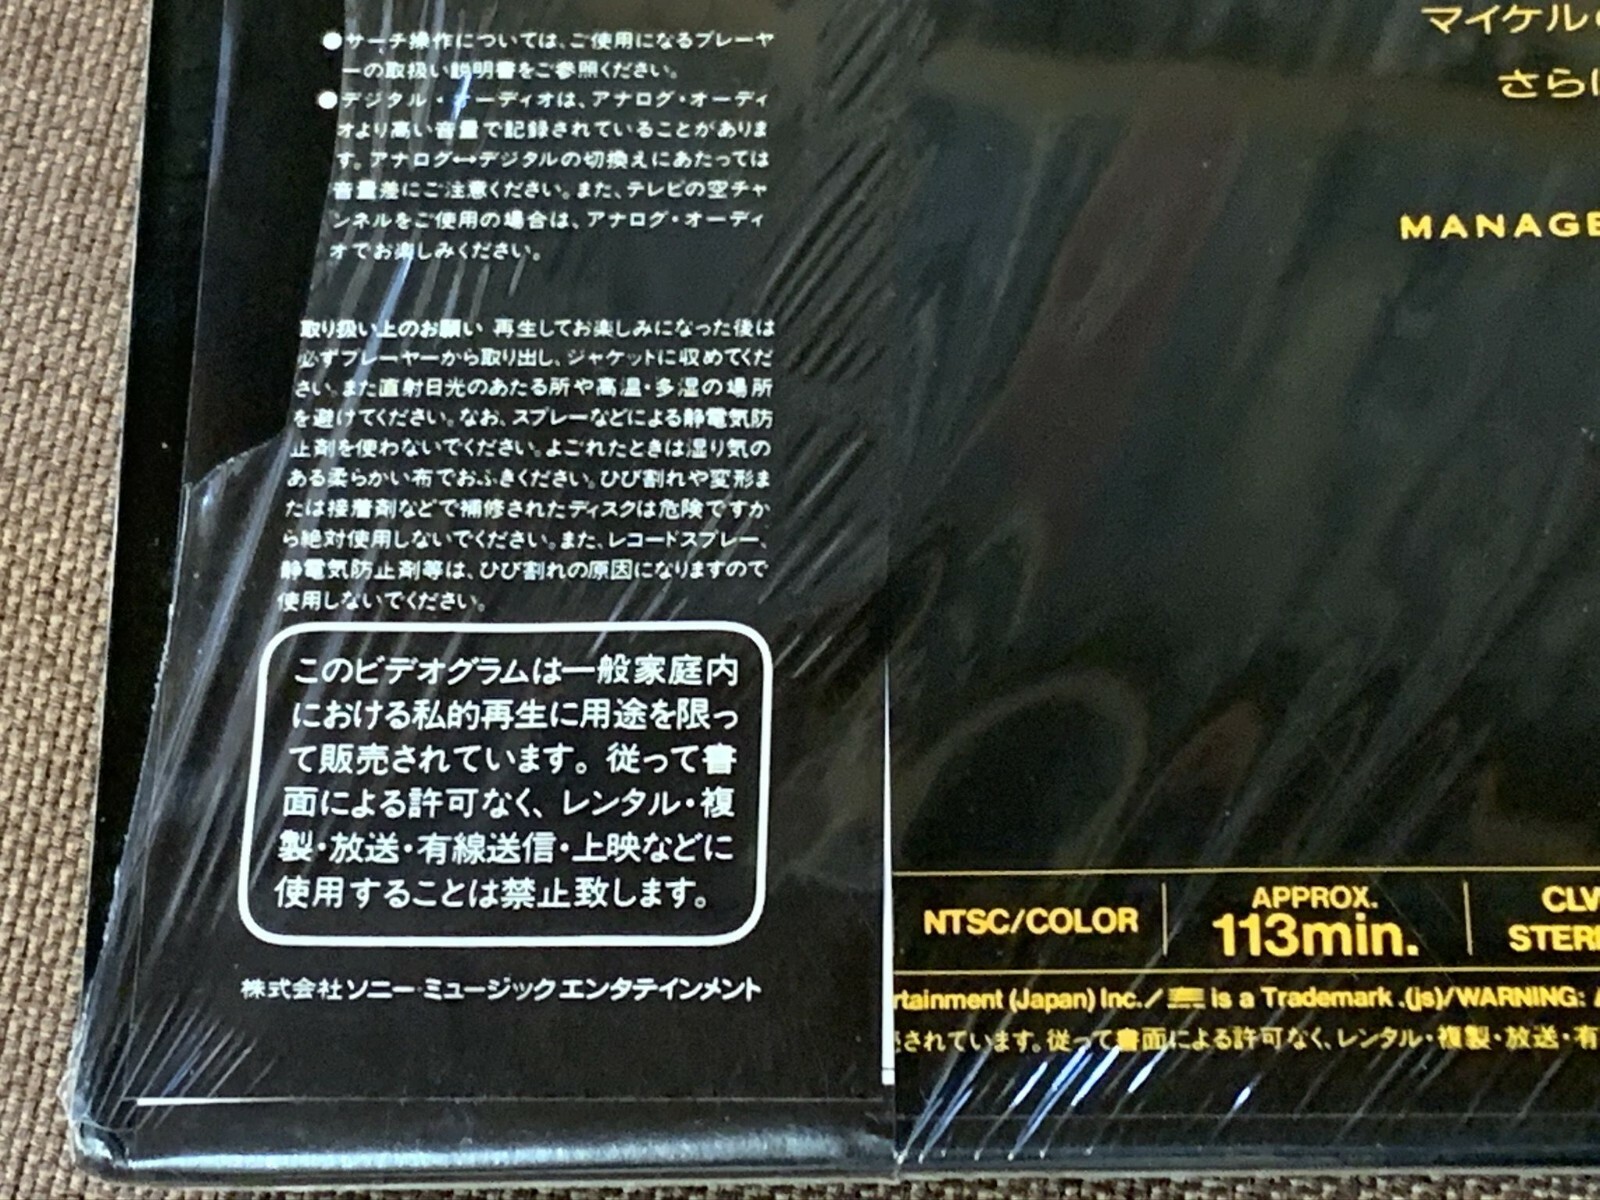 ●サーチ操作については、ご使用になるプレーヤ
ーの取扱い説明書をご参照ください。
●デジタル・オーディオは、アナログ・オーディ
オより高い音量で記録されていることがありま
す。アナログ↔デジタルの切換えにあたっては
音量差にご注意ください。また、テレビの空チャ
ンネルをご使用の場合は、アナログ・オーディ
オでお楽しみください。
取り扱い上のお願い 再生してお楽しみになった後は
必ずプレーヤーから取り出し、ジャケットに収めてくだ
さい。また直射日光のあたる所や高温・多湿の場所
を避けてください。なお、スプレーなどによる静電気防
止剤を使わないでください。よごれたときは湿り気の
ある柔らかい布でおふきください。ひび割れや変形ま
たは接着剤などで補修されたディスクは危険ですか
ら絶対使用しないでください。また、レコードスプレー、
静電気防止剤等は、ひび割れの原因になりますので
使用しないでください。
このビデオグラムは一般家庭内
における私的再生に用途を限っ
て販売されています。従って書
面による許可なく、レンタル・複
製・放送・有線送信・上映などに
使用することは禁止致します。
株式会社ソニー・ミュージックエンタテインメント
マイケル
さらに
MANAGE
NTSC/COLOR
APPROX.
113min.
CLV
STER
rtainment (Japan) Inc./ is a Trademark .(js)/WARNING:
されています。従って書面による許可なく、レンタル・複製・放送・有